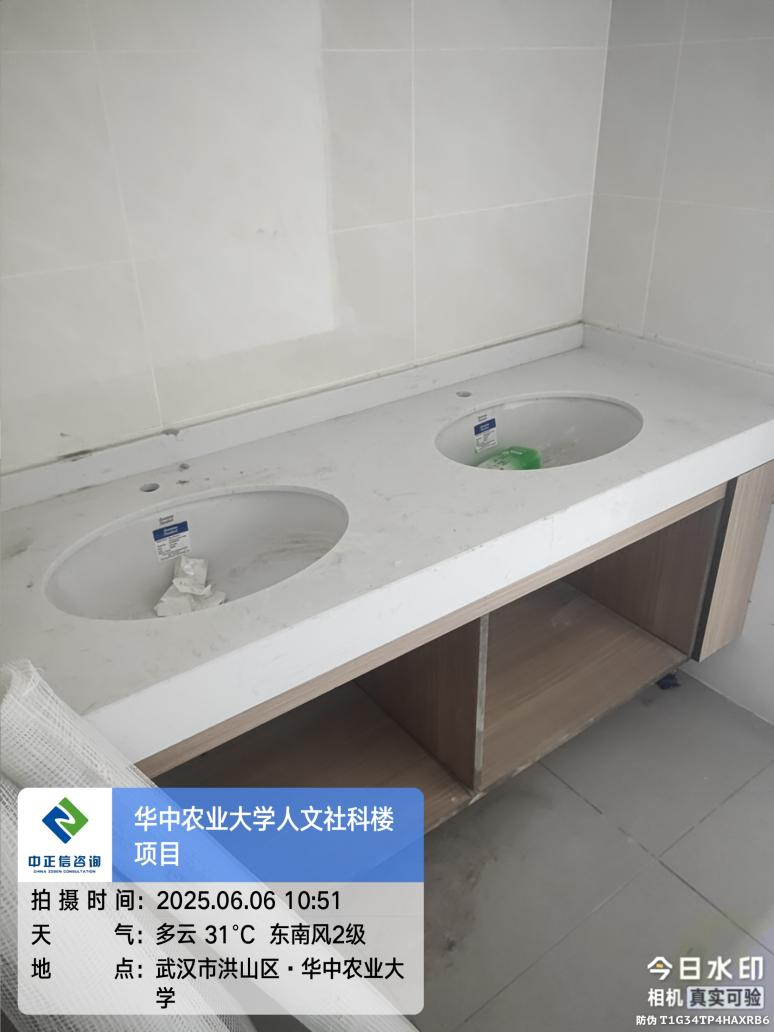 华中农业大学人文社科楼
项目
中正信咨询
CHINA ZOSEN CONSULTATION
拍摄时间：2025.06.06 10:51
天气：多云 31℃ 东南风2级
地点：武汉市洪山区·华中农业大
学
今日水印
相机 真实可验
防伪 T1G34TP4HAXRB6